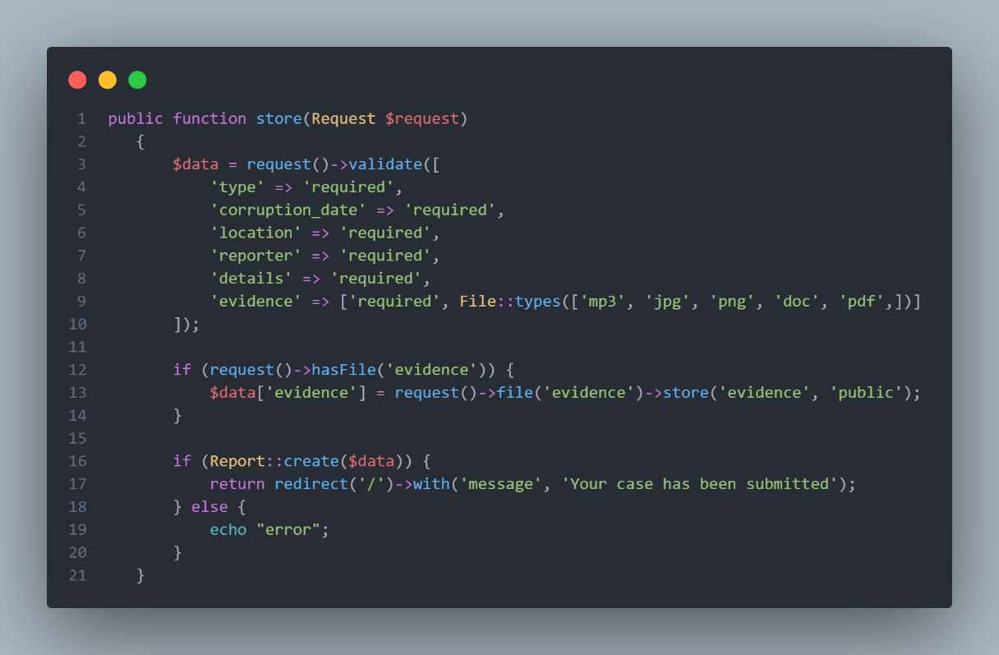 1 public function store(Request $request)
2 {
3 $data = request()->validate([
4 'type' => 'required',
5 'corruption_date' => 'required',
6 'location' => 'required',
7 'reporter' => 'required',
8 'details' => 'required',
9 'evidence' => ['required', File::types(['mp3', 'jpg', 'png', 'doc', 'pdf',])]
10 ]);
11
12 if (request()->hasFile('evidence')) {
13 $data['evidence'] = request()->file('evidence')->store('evidence', 'public');
14 }
15
16 if (Report::create($data)) {
17 return redirect('/')->with('message', 'Your case has been submitted');
18 } else {
19 echo "error";
20 }
21 }